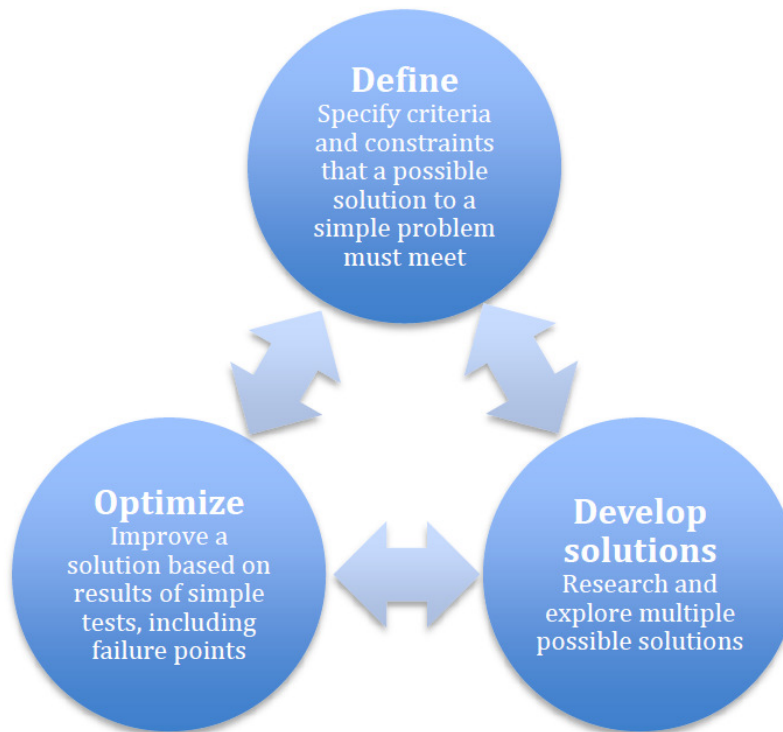 Define
Specify criteria
and constraints
that a possible
solution to a
simple problem
must meet
Optimize
Improve a
solution based on
results of simple
tests, including
failure points
Develop
solutions
Research and
explore multiple
possible solutions